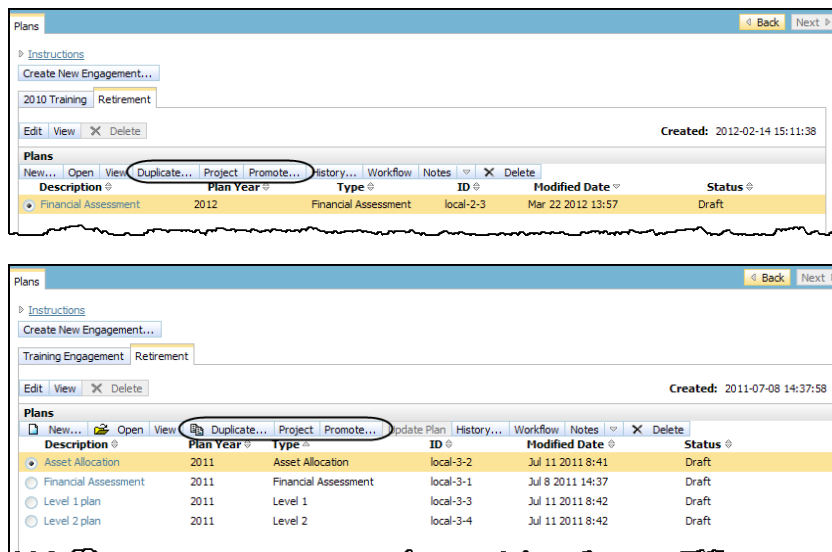 Plans Back Next
Instructions
Create New Engagement...
2010 Training Retirement
Edit View Delete Created: 2012-02-14 15:11:38
Plans
New... Open View Duplicate... Project Promote... History... Workflow Notes Delete
Description Plan Year Type ID Modified Date Status
Financial Assessment 2012 Financial Assessment local-2-3 Mar 22 2012 13:57 Draft
Plans Back Next
Instructions
Create New Engagement...
Training Engagement Retirement
Edit View Delete Created: 2011-07-08 14:37:58
Plans
New... Open View Duplicate... Project Promote... Update Plan History... Workflow Notes Delete
Description Plan Year Type ID Modified Date Status
Asset Allocation 2011 Asset Allocation local-3-2 Jul 11 2011 8:41 Draft
Financial Assessment 2011 Financial Assessment local-3-1 Jul 8 2011 14:37 Draft
Level 1 plan 2011 Level 1 local-3-3 Jul 11 2011 8:42 Draft
Level 2 plan 2011 Level 2 local-3-4 Jul 11 2011 8:42 Draft